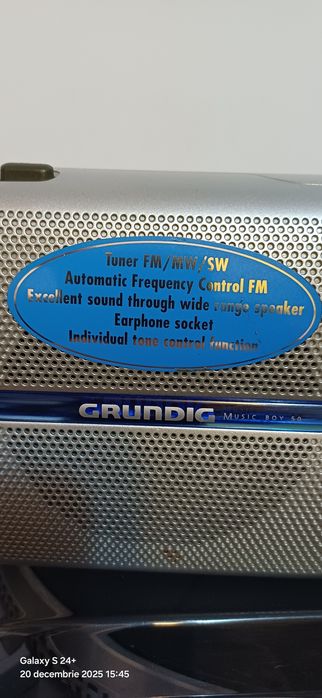 Tuner FM/MW/SW
Automatic Frequency Control FM
Excellent sound through wide range speaker
Earphone socket
Individual tone control function
GRUNDIG MUSIC BOY 50
Galaxy S 24+
20 decembrie 2025 15:45